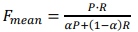 F_mean = P·R / αP+(1−α)R